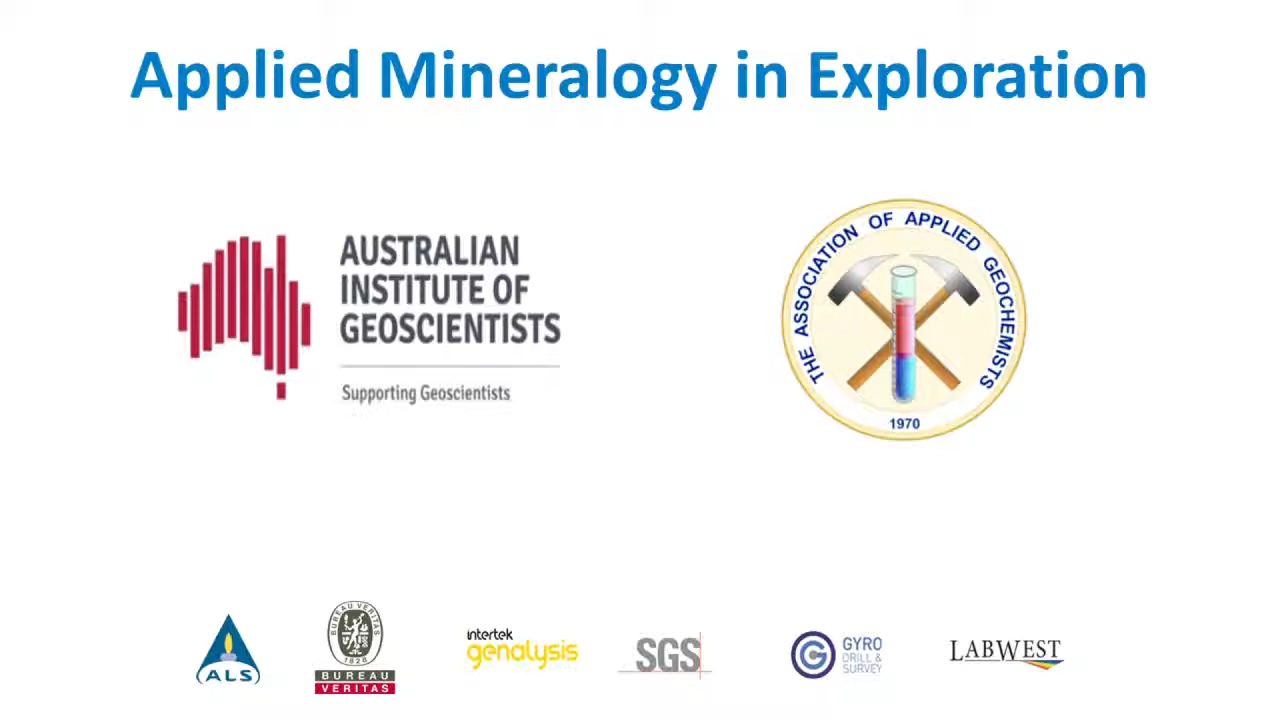 Applied Mineralogy in Exploration
AUSTRALIAN
INSTITUTE OF
GEOSCIENTISTS
Supporting Geoscientists
THE ASSOCIATION OF APPLIED GEOCHEMISTS
1970
ALS
BUREAU VERITAS
1828
BUREAU
VERITAS
intertek
genalysis
SGS
G
GYRO
DRILL &
SURVEY
LABWEST